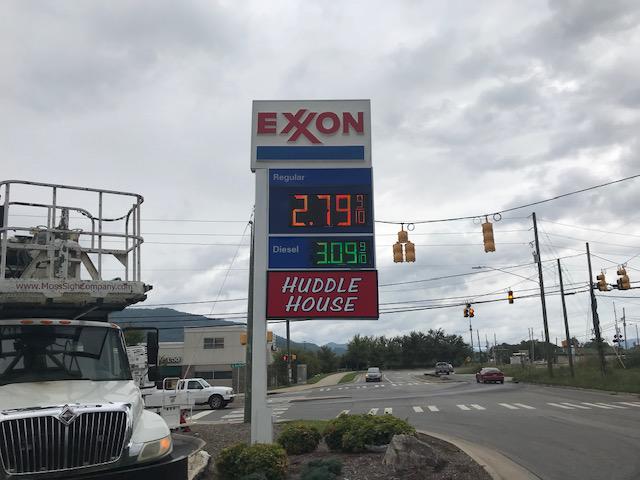 EXXON
Regular
2.79 9/10
Diesel
3.09 9/10
HUDDLE
HOUSE
www.MossSignCompany.com